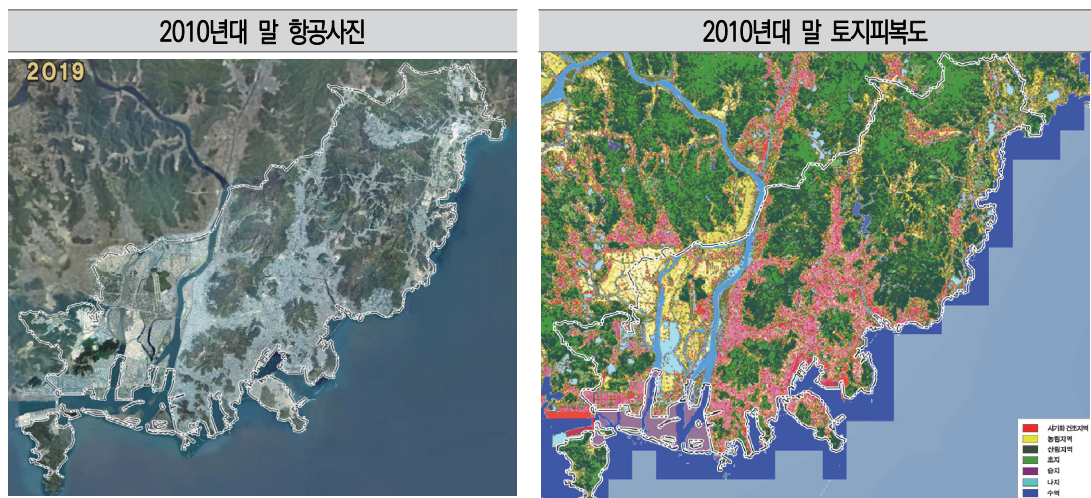 2010년대 말 항공사진
2010년대 말 토지피복도
2019
시가화 건조지역
농림지역
산림지역
초지
습지
나지
수역